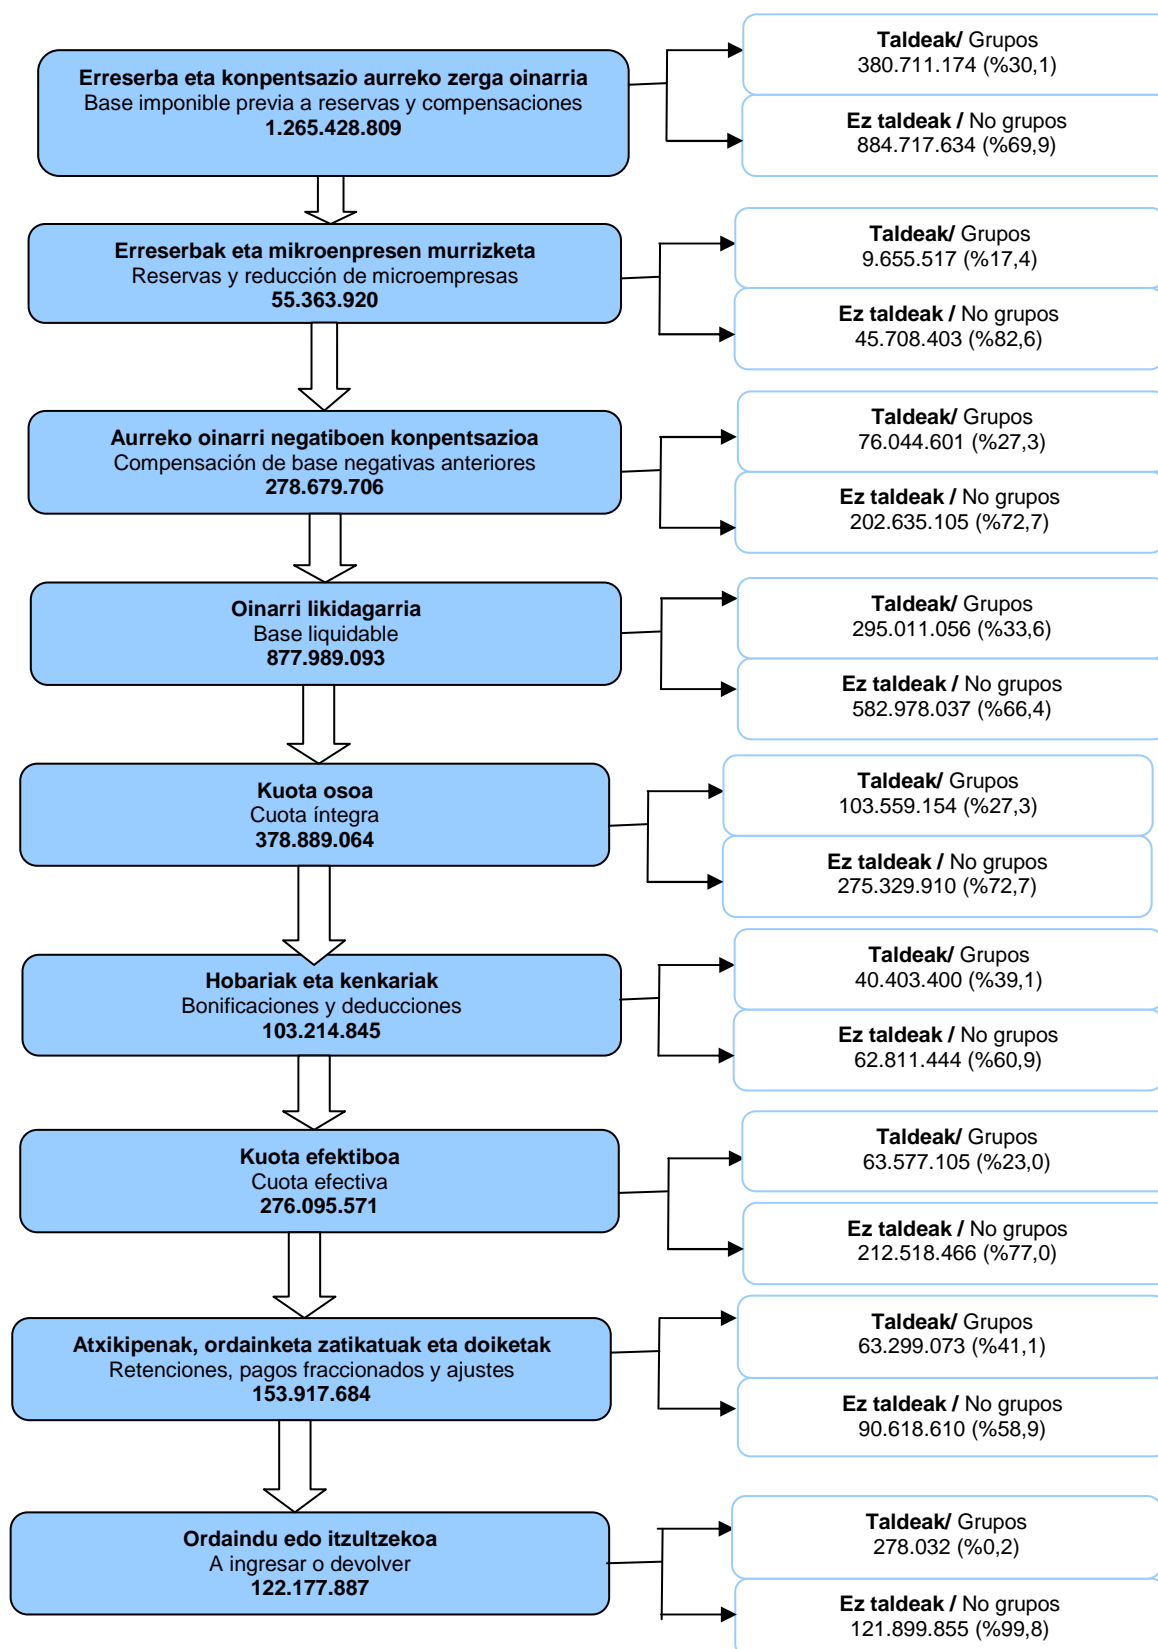 Erreserba eta konpentsazio aurreko zerga oinarria
Base imponible previa a reservas y compensaciones
1.265.428.809
Taldeak/ Grupos
380.711.174 (%30,1)
Ez taldeak / No grupos
884.717.634 (%69,9)
Erreserbak eta mikroenpresen murrizketa
Reservas y reducción de microempresas
55.363.920
Taldeak/ Grupos
9.655.517 (%17,4)
Ez taldeak / No grupos
45.708.403 (%82,6)
Aurreko oinarri negatiboen konpentsazioa
Compensación de base negativas anteriores
278.679.706
Taldeak/ Grupos
76.044.601 (%27,3)
Ez taldeak / No grupos
202.635.105 (%72,7)
Oinarri likidagarria
Base liquidable
877.989.093
Taldeak/ Grupos
295.011.056 (%33,6)
Ez taldeak / No grupos
582.978.037 (%66,4)
Kuota osoa
Cuota íntegra
378.889.064
Taldeak/ Grupos
103.559.154 (%27,3)
Ez taldeak / No grupos
275.329.910 (%72,7)
Hobariak eta kenkariak
Bonificaciones y deducciones
103.214.845
Taldeak/ Grupos
40.403.400 (%39,1)
Ez taldeak / No grupos
62.811.444 (%60,9)
Kuota efektiboa
Cuota efectiva
276.095.571
Taldeak/ Grupos
63.577.105 (%23,0)
Ez taldeak / No grupos
212.518.466 (%77,0)
Atxikipenak, ordainketa zatikatuak eta doiketak
Retenciones, pagos fraccionados y ajustes
153.917.684
Taldeak/ Grupos
63.299.073 (%41,1)
Ez taldeak / No grupos
90.618.610 (%58,9)
Ordaindu edo itzultzekoa
A ingresar o devolver
122.177.887
Taldeak/ Grupos
278.032 (%0,2)
Ez taldeak / No grupos
121.899.855 (%99,8)